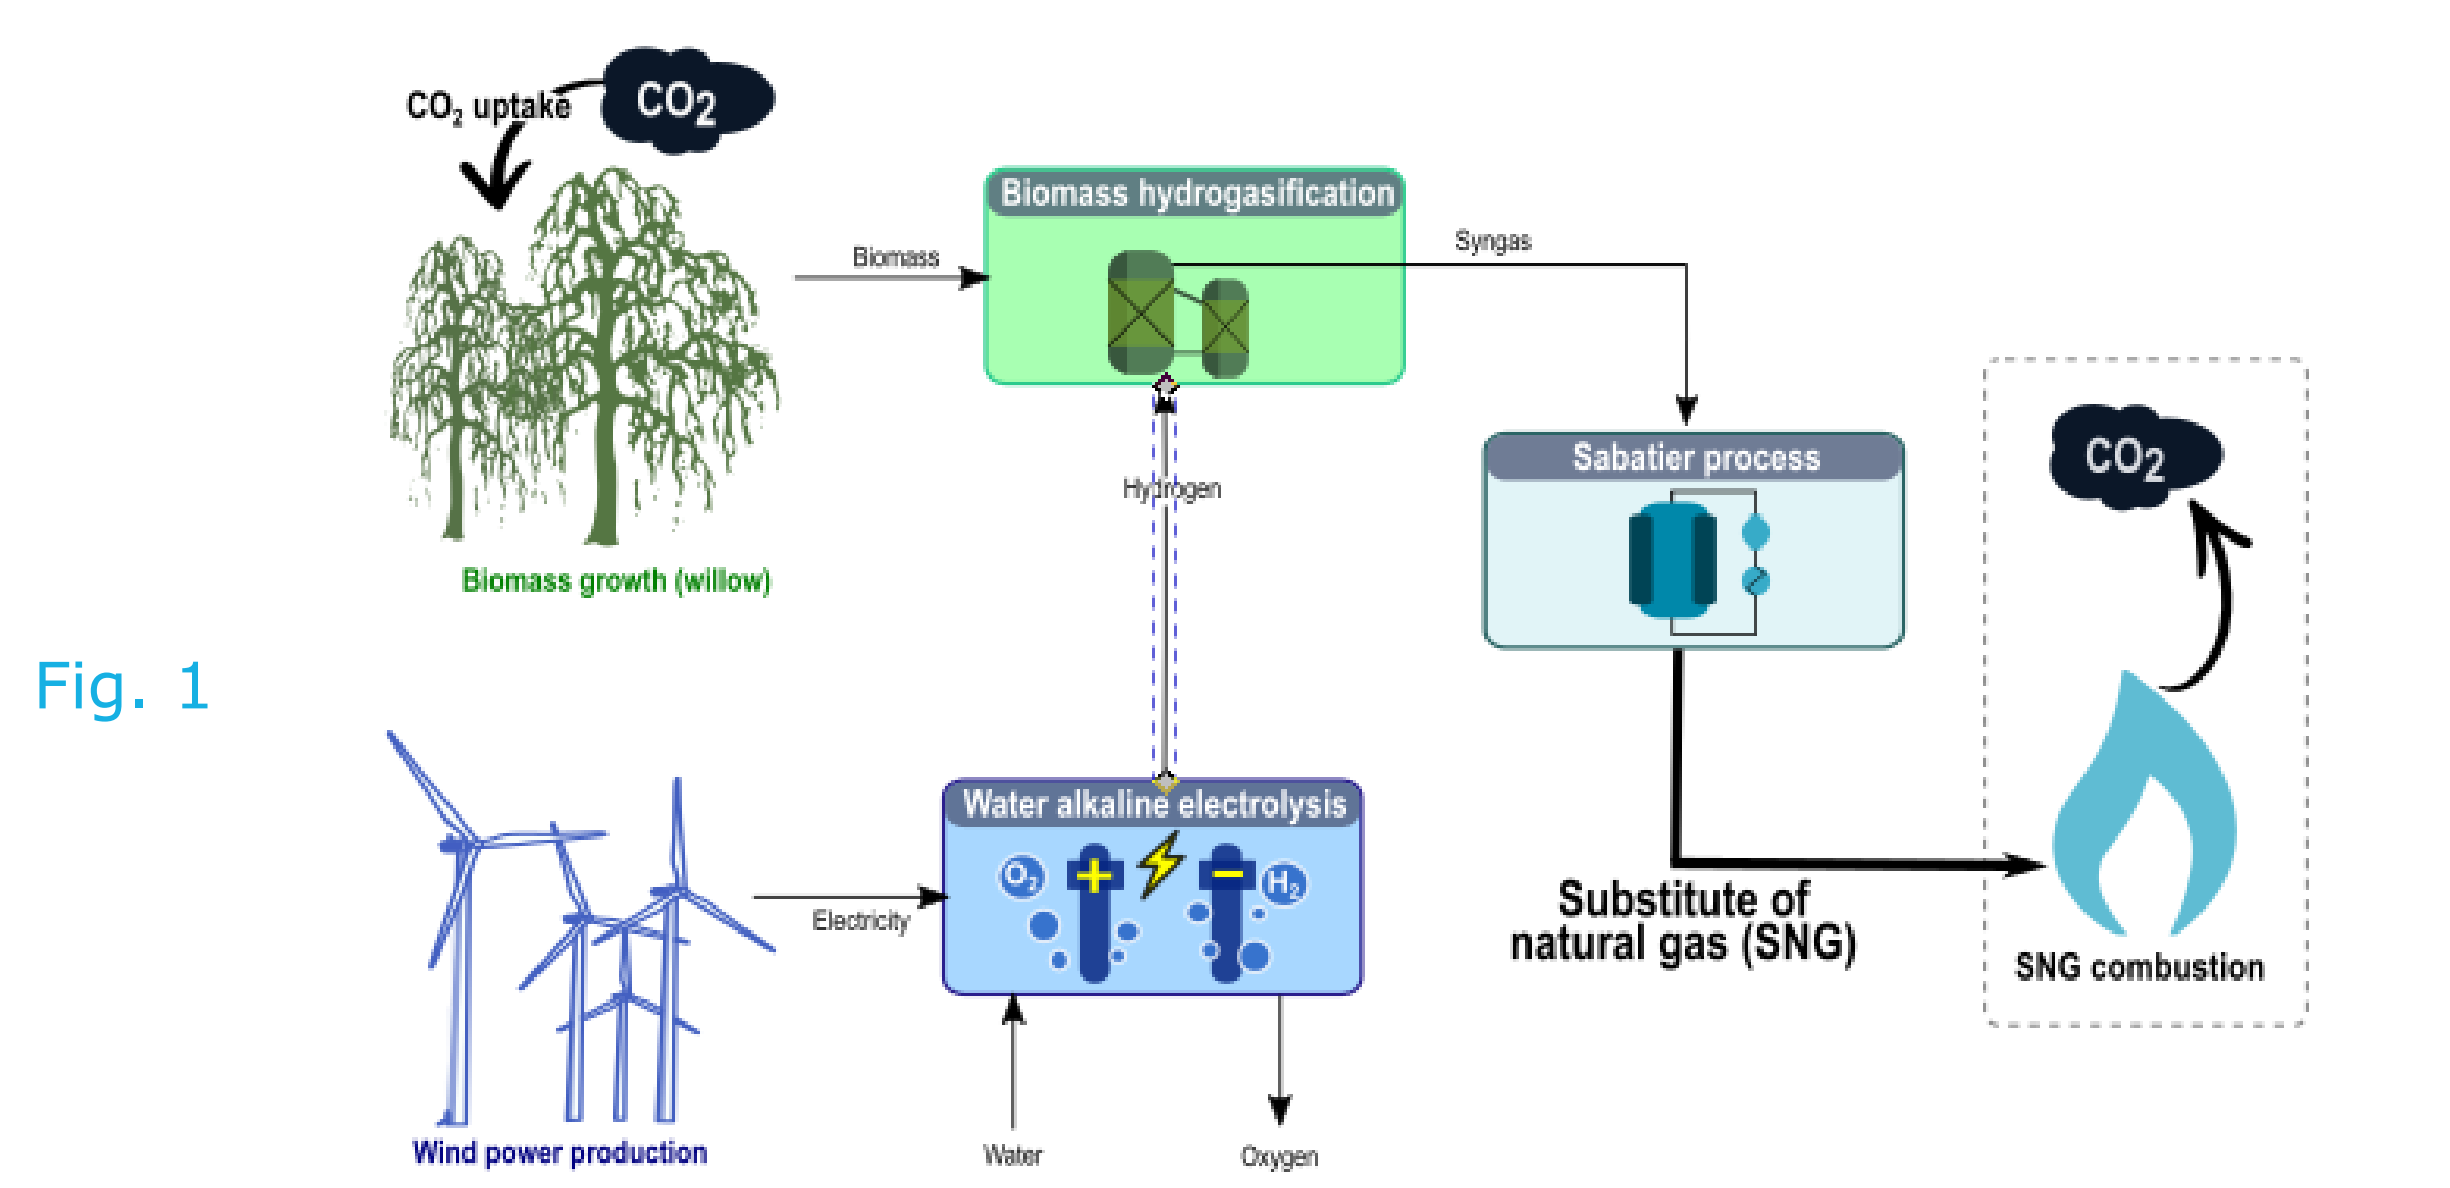 CO₂ uptake
CO₂
Biomass hydrogasification
Biomass
Syngas
Sabatier process
CO₂
Hydrogen
Biomass growth (willow)
Fig. 1
Water alkaline electrolysis
O₂
+
−
H₂
Electricity
Substitute of
natural gas (SNG)
SNG combustion
Wind power production
Water
Oxygen